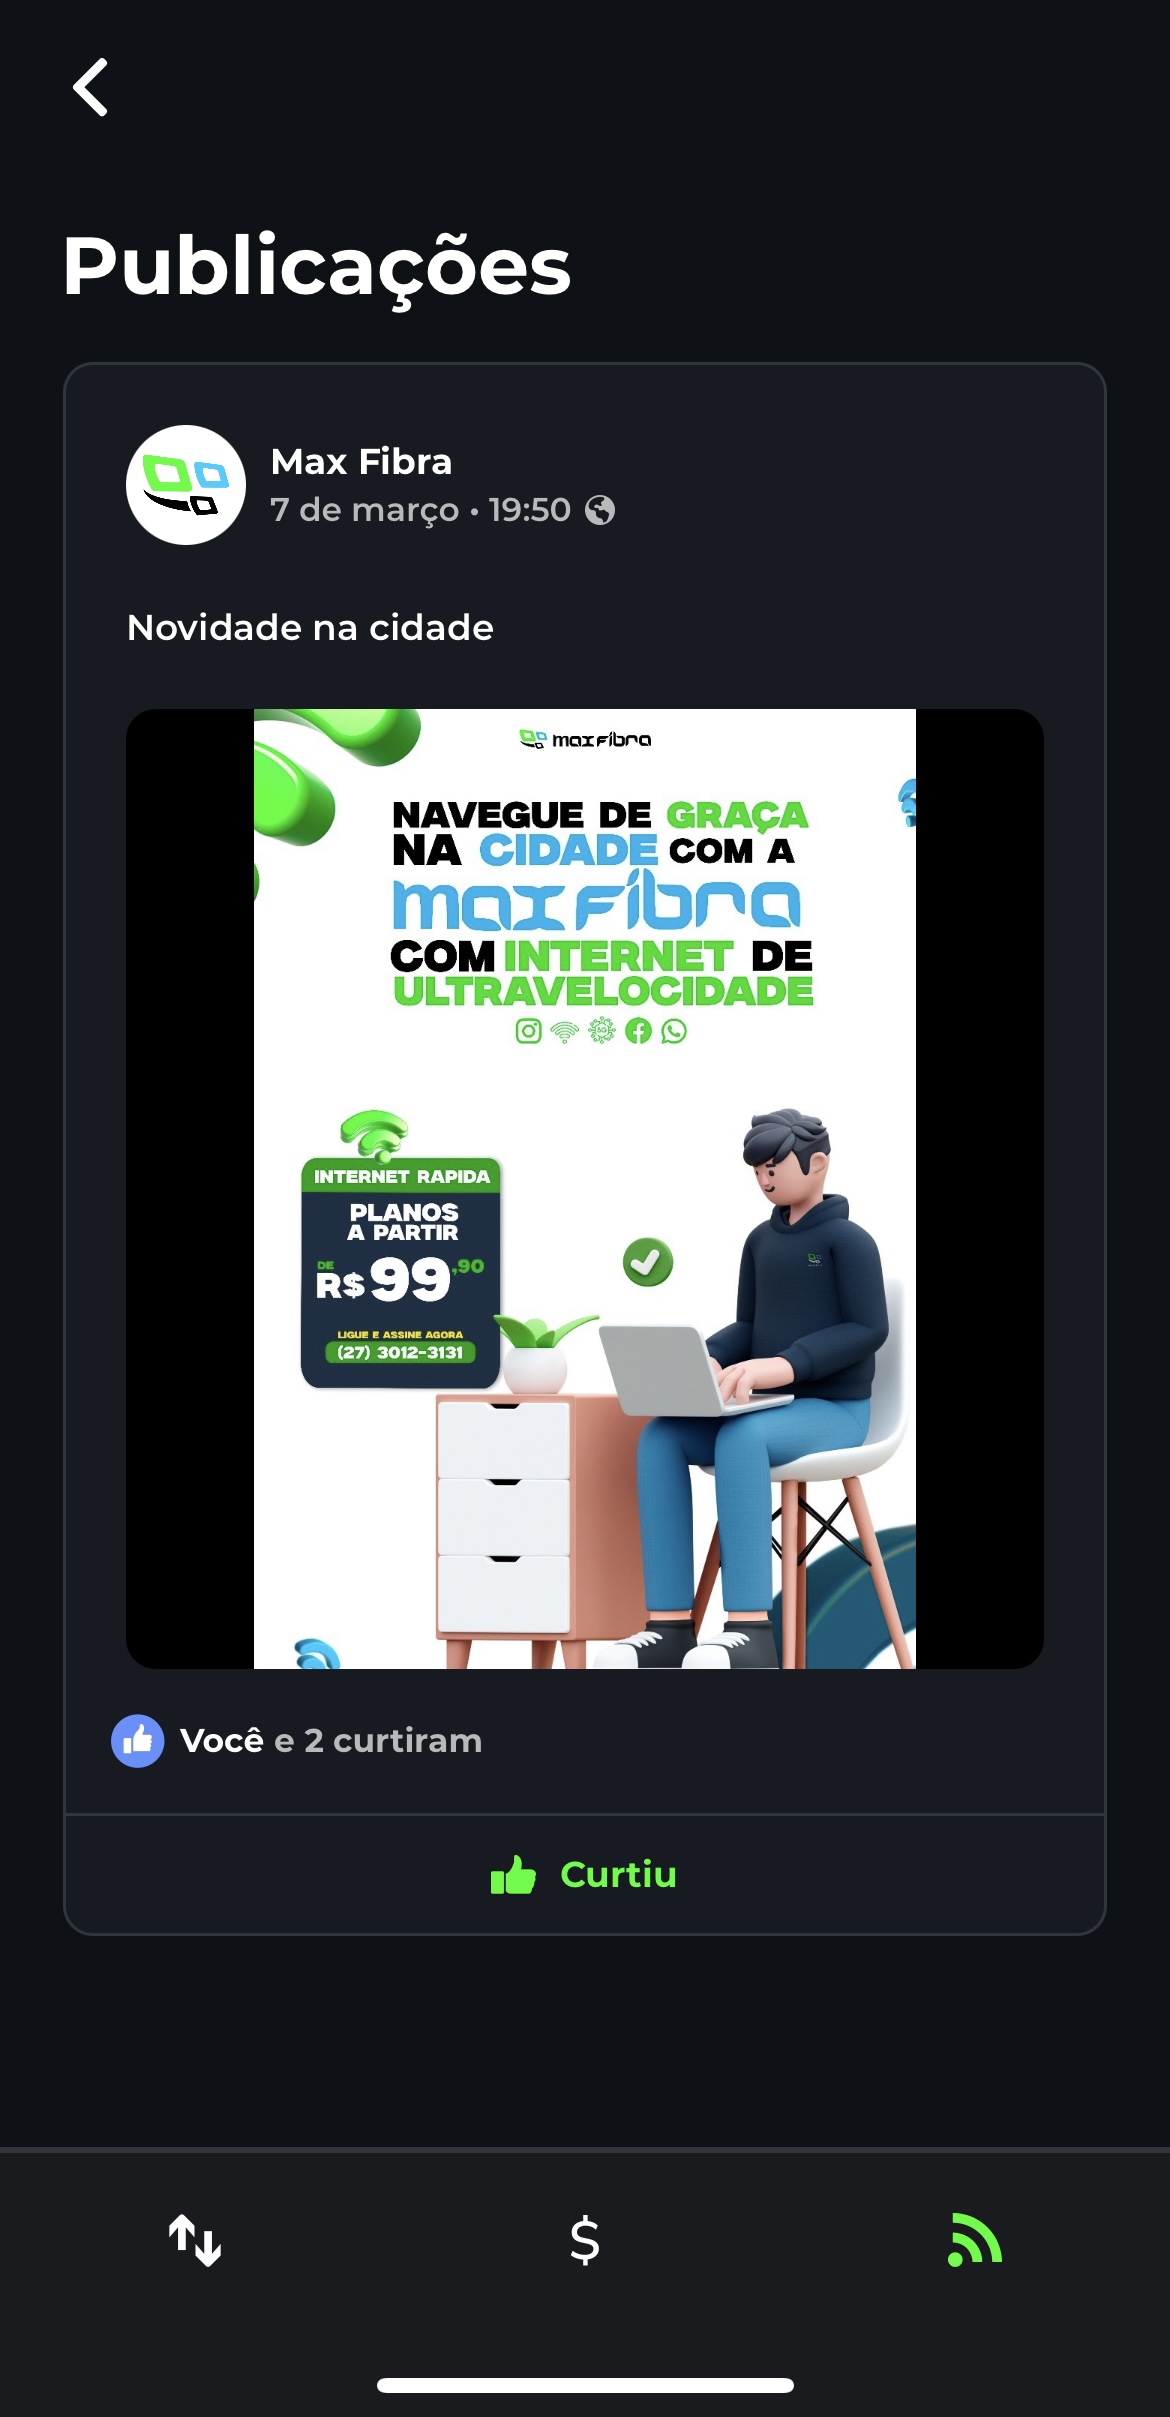 Publicações
Max Fibra
7 de março • 19:50
Novidade na cidade
maxfibra
NAVEGUE DE GRAÇA
NA CIDADE COM A
maxfibra
COM INTERNET DE
ULTRAVELOCIDADE
5G
INTERNET RAPIDA
PLANOS
A PARTIR
DE
R$99,90
LIGUE E ASSINE AGORA
(27) 3012-3131
Você e 2 curtiram
Curtiu
$